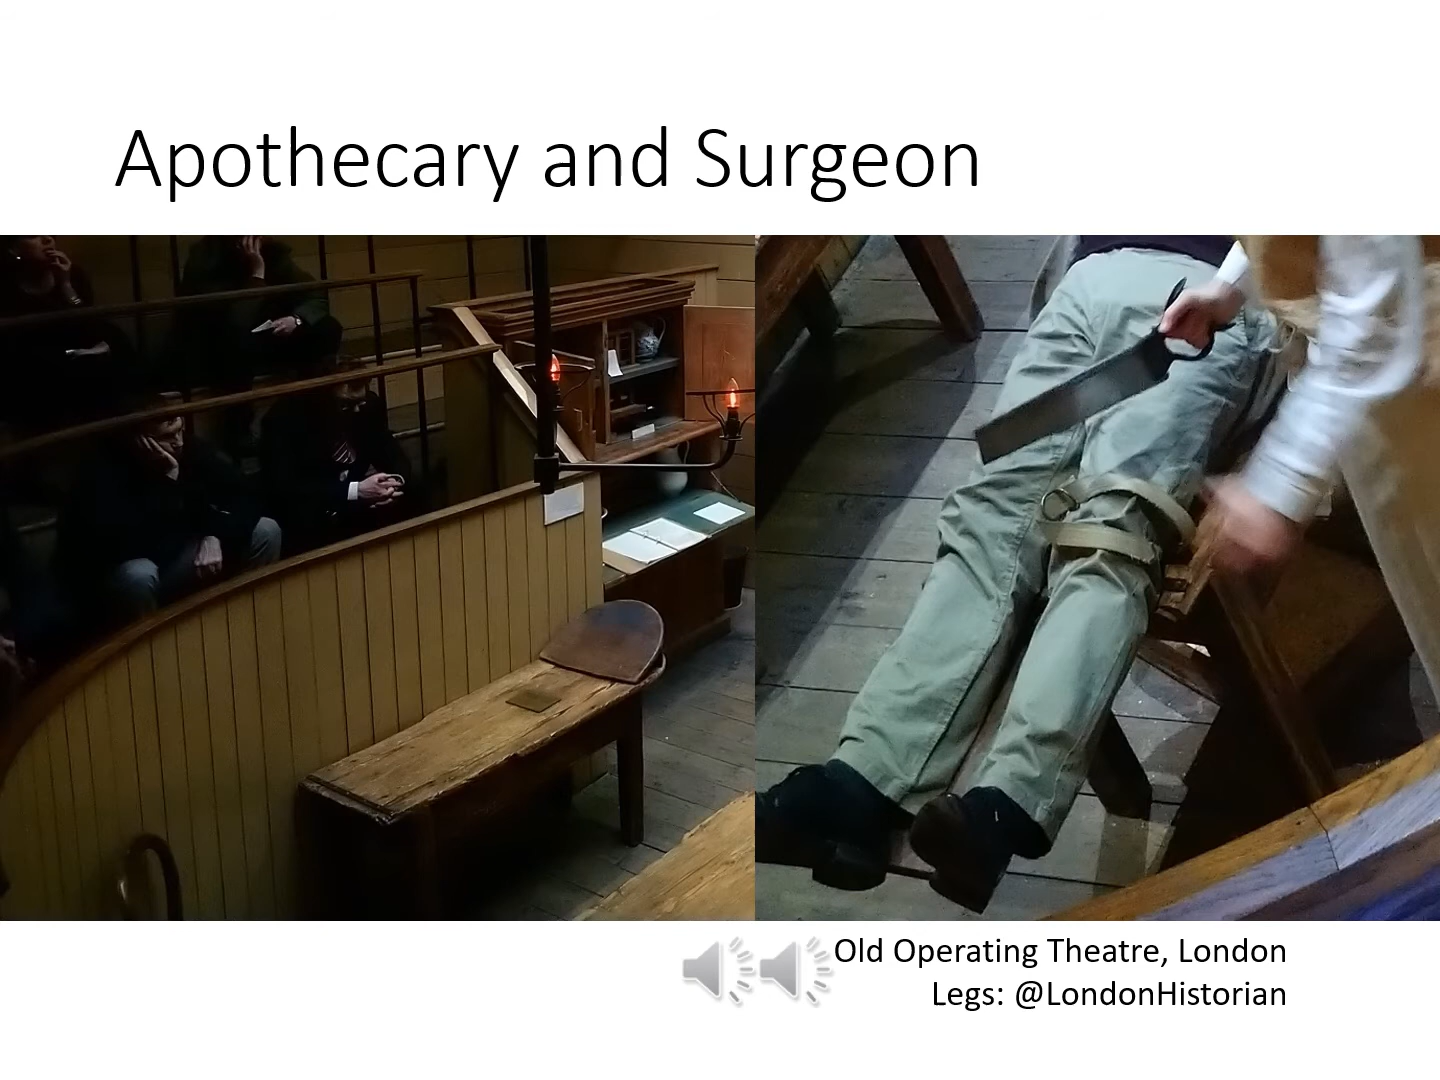 Apothecary and Surgeon
Old Operating Theatre, London
Legs: @LondonHistorian